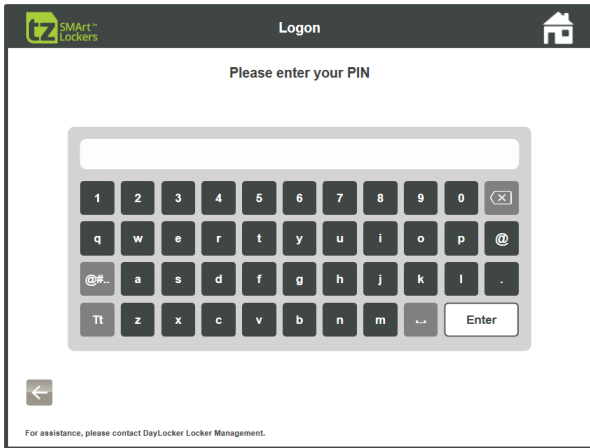 tz SMArt™
Lockers
Logon
Please enter your PIN
1 2 3 4 5 6 7 8 9 0
q w e r t y u i o p @
@#.. a s d f g h j k l .
Tt z x c v b n m Enter
For assistance, please contact DayLocker Locker Management.